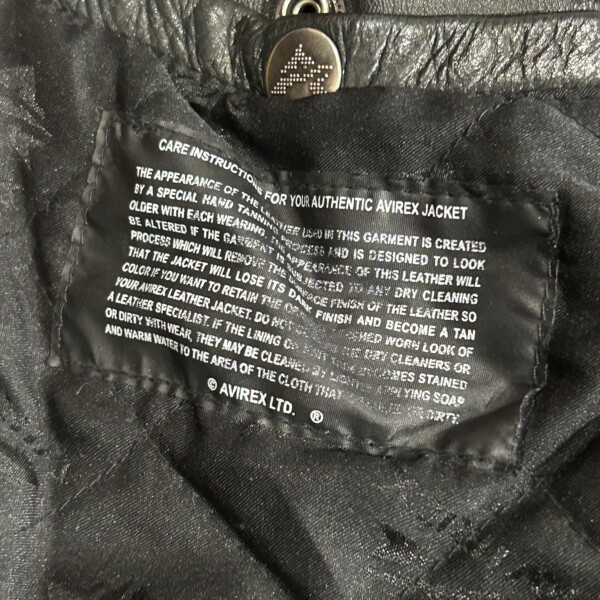 CARE INSTRUCTIONS FOR YOUR AUTHENTIC AVIREX JACKET
THE APPEARANCE OF THE LEATHER USED IN THIS GARMENT IS CREATED
BY A SPECIAL HAND TANNING PROCESS AND IS DESIGNED TO LOOK
OLDER WITH EACH WEARING. THE APPEARANCE OF THIS LEATHER WILL
BE ALTERED IF THE GARMENT IS SUBJECTED TO ANY DRY CLEANING
PROCESS WHICH WILL REMOVE THE SURFACE FINISH OF THE LEATHER SO
THAT THE JACKET WILL LOSE ITS DARK FINISH AND BECOME A TAN
COLOR IF YOU WANT TO RETAIN THE WORN LOOK OF
YOUR AVIREX LEATHER JACKET. DO NOT DRY CLEANERS OR
A LEATHER SPECIALIST. IF THE LINING OR STAINED
OR DIRTY WITH WEAR, THEY MAY BE CLEANED BY APPLYING SOAP
AND WARM WATER TO THE AREA OF THE CLOTH THAT DIRTY.
© AVIREX LTD. ®